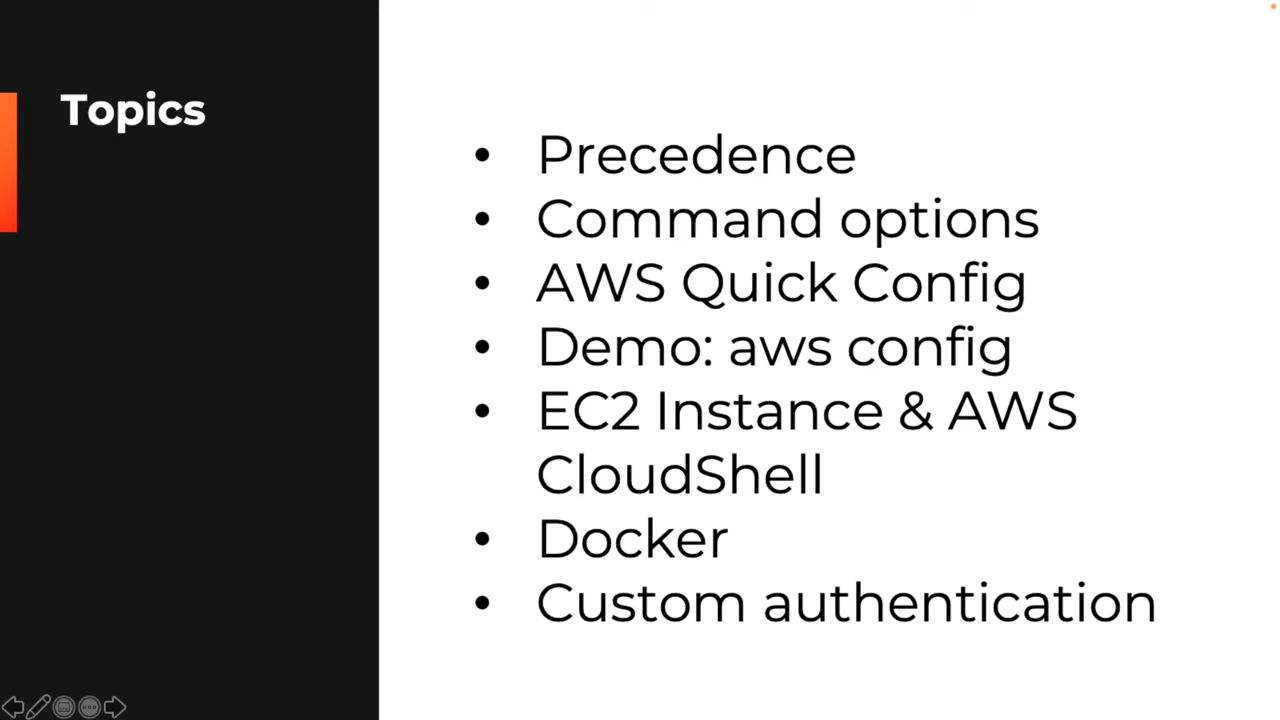 Topics
• Precedence
• Command options
• AWS Quick Config
• Demo: aws config
• EC2 Instance & AWS
CloudShell
• Docker
• Custom authentication